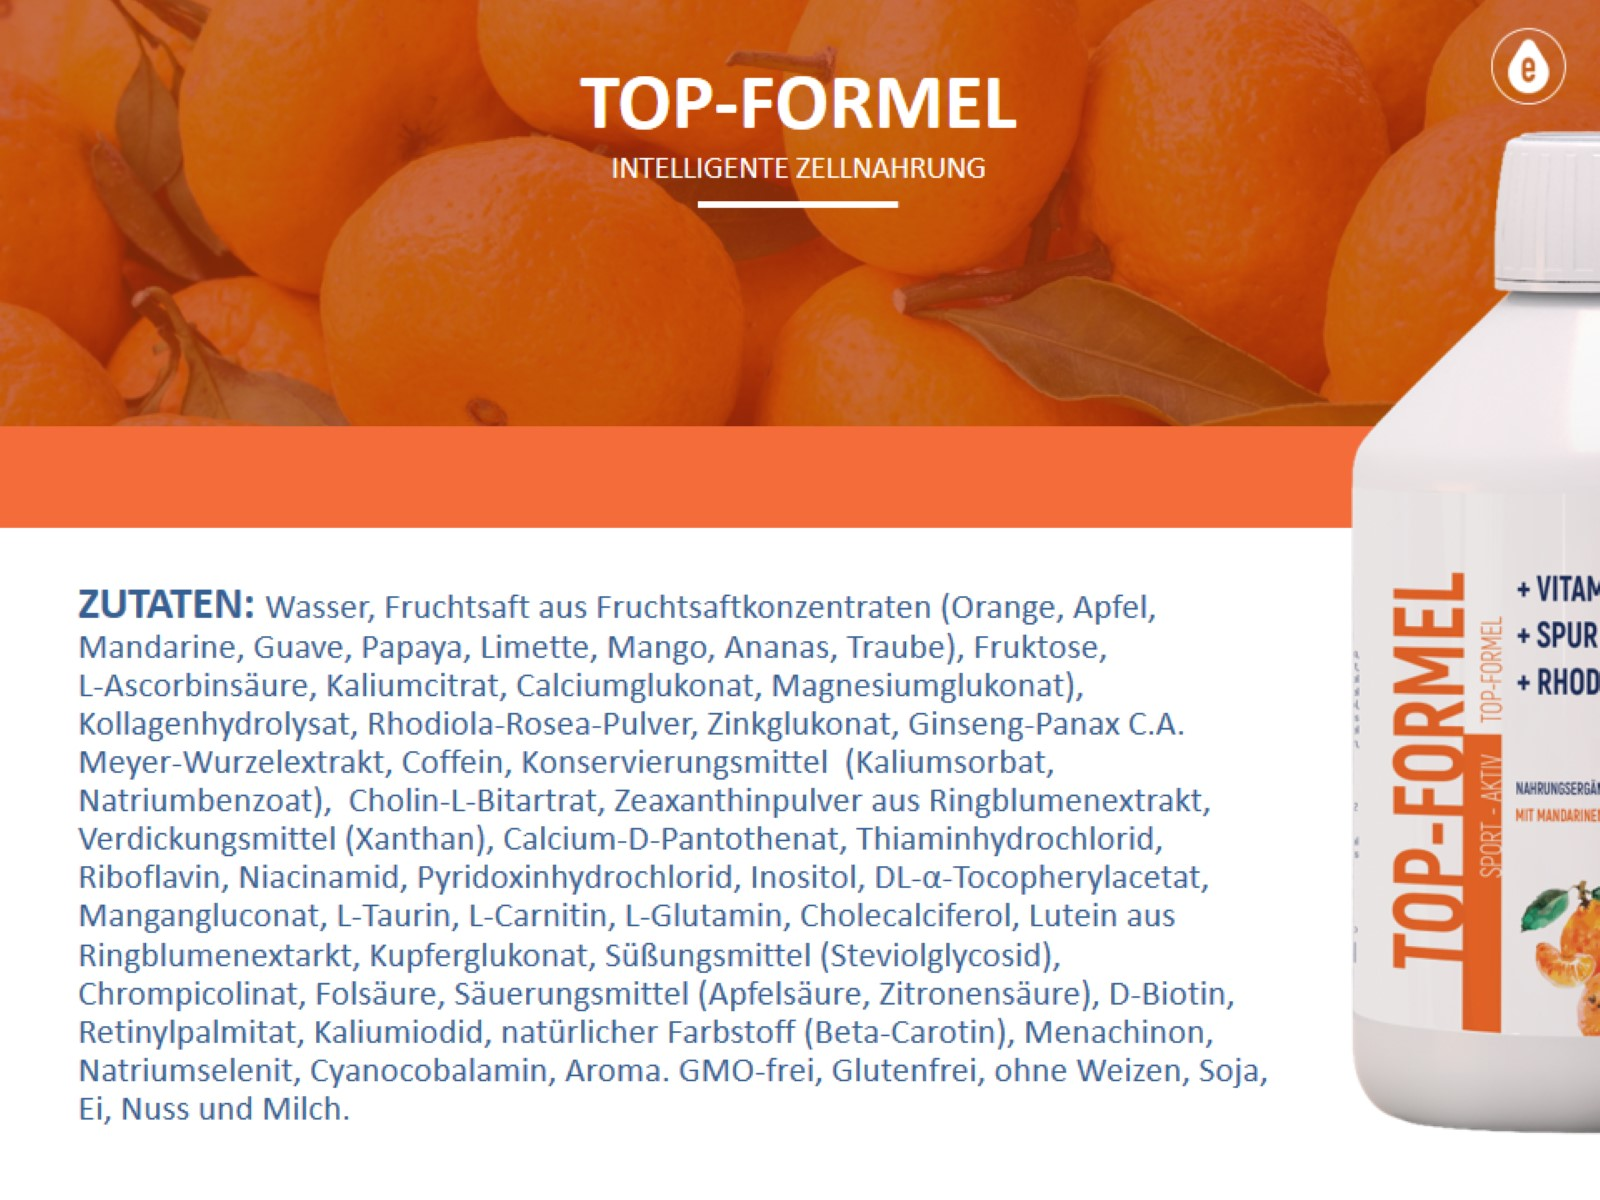 TOP-FORMEL
INTELLIGENTE ZELLNAHRUNG
e
ZUTATEN: Wasser, Fruchtsaft aus Fruchtsaftkonzentraten (Orange, Apfel,
Mandarine, Guave, Papaya, Limette, Mango, Ananas, Traube), Fruktose,
L-Ascorbinsäure, Kaliumcitrat, Calciumglukonat, Magnesiumglukonat),
Kollagenhydrolysat, Rhodiola-Rosea-Pulver, Zinkglukonat, Ginseng-Panax C.A.
Meyer-Wurzelextrakt, Coffein, Konservierungsmittel  (Kaliumsorbat,
Natriumbenzoat),  Cholin-L-Bitartrat, Zeaxanthinpulver aus Ringblumenextrakt,
Verdickungsmittel (Xanthan), Calcium-D-Pantothenat, Thiaminhydrochlorid,
Riboflavin, Niacinamid, Pyridoxinhydrochlorid, Inositol, DL-α-Tocopherylacetat,
Mangangluconat, L-Taurin, L-Carnitin, L-Glutamin, Cholecalciferol, Lutein aus
Ringblumenextarkt, Kupferglukonat, Süßungsmittel (Steviolglycosid),
Chrompicolinat, Folsäure, Säuerungsmittel (Apfelsäure, Zitronensäure), D-Biotin,
Retinylpalmitat, Kaliumiodid, natürlicher Farbstoff (Beta-Carotin), Menachinon,
Natriumselenit, Cyanocobalamin, Aroma. GMO-frei, Glutenfrei, ohne Weizen, Soja,
Ei, Nuss und Milch.
TOP-FORMEL
SPORT - AKTIV TOP-FORMEL
+ VITAM
+ SPUR
+ RHOD
NAHRUNGSERGÄ
MIT MANDARINE